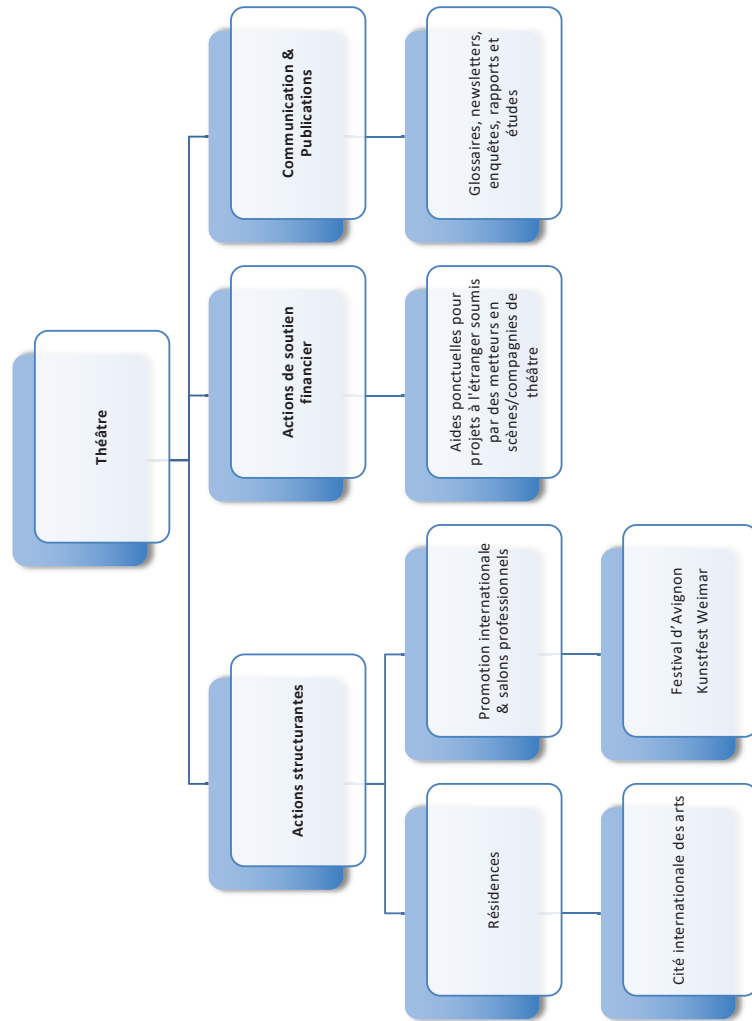 Théâtre
Actions structurantes
Actions de soutien
financier
Communication &
Publications
Résidences
Promotion internationale
& salons professionnels
Aides ponctuelles pour
projets à l'étranger soumis
par des metteurs en
scènes/compagnies de
théâtre
Glossaires, newsletters,
enquêtes, rapports et
études
Cité internationale des arts
Festival d’Avignon
Kunstfest Weimar